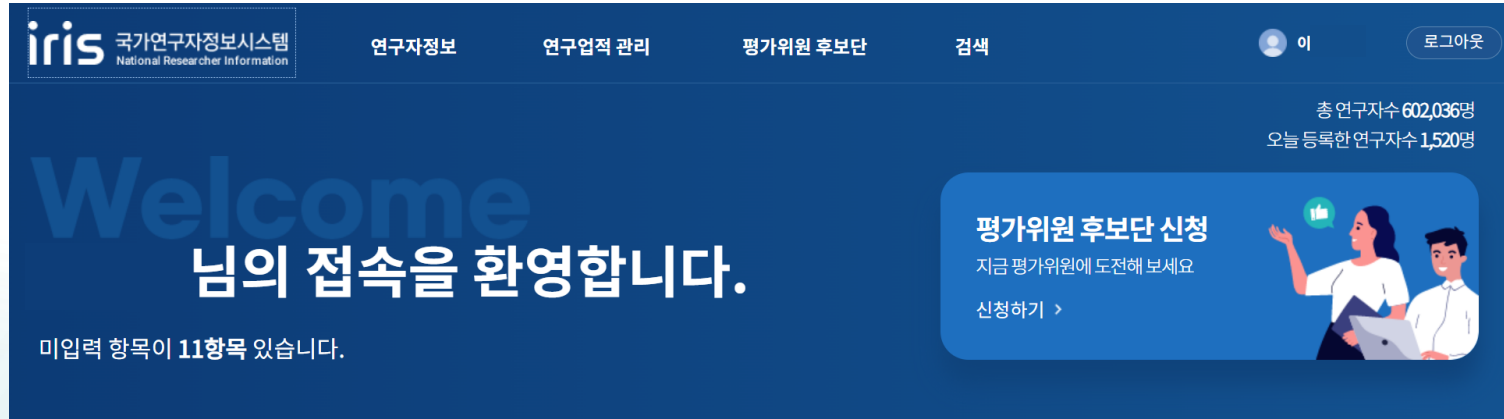 iris 국가연구자정보시스템
National Researcher Information
연구자정보 연구업적 관리 평가위원 후보단 검색 이 로그아웃
총 연구자수 602,036명
오늘 등록한 연구자수 1,520명
Welcome
님의 접속을 환영합니다.
미입력 항목이 11항목 있습니다.
평가위원 후보단 신청
지금 평가위원에 도전해 보세요
신청하기 >